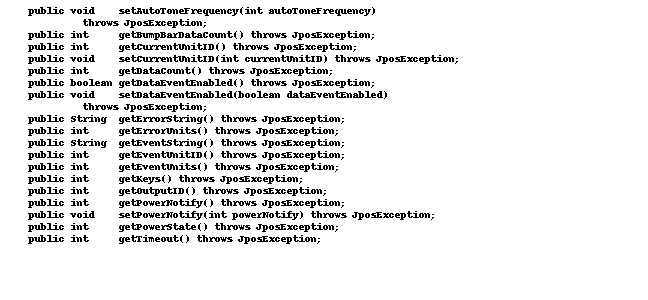 public void    setAutoToneFrequency(int autoToneFrequency)
         throws JposException;
public int     getBumpBarDataCount() throws JposException;
public int     getCurrentUnitID() throws JposException;
public void    setCurrentUnitID(int currentUnitID) throws JposException;
public int     getDataCount() throws JposException;
public boolean getDataEventEnabled() throws JposException;
public void    setDataEventEnabled(boolean dataEventEnabled)
         throws JposException;
public String  getErrorString() throws JposException;
public int     getErrorUnits() throws JposException;
public String  getEventString() throws JposException;
public int     getEventUnitID() throws JposException;
public int     getEventUnits() throws JposException;
public int     getKeys() throws JposException;
public int     getOutputID() throws JposException;
public int     getPowerNotify() throws JposException;
public void    setPowerNotify(int powerNotify) throws JposException;
public int     getPowerState() throws JposException;
public int     getTimeout() throws JposException;